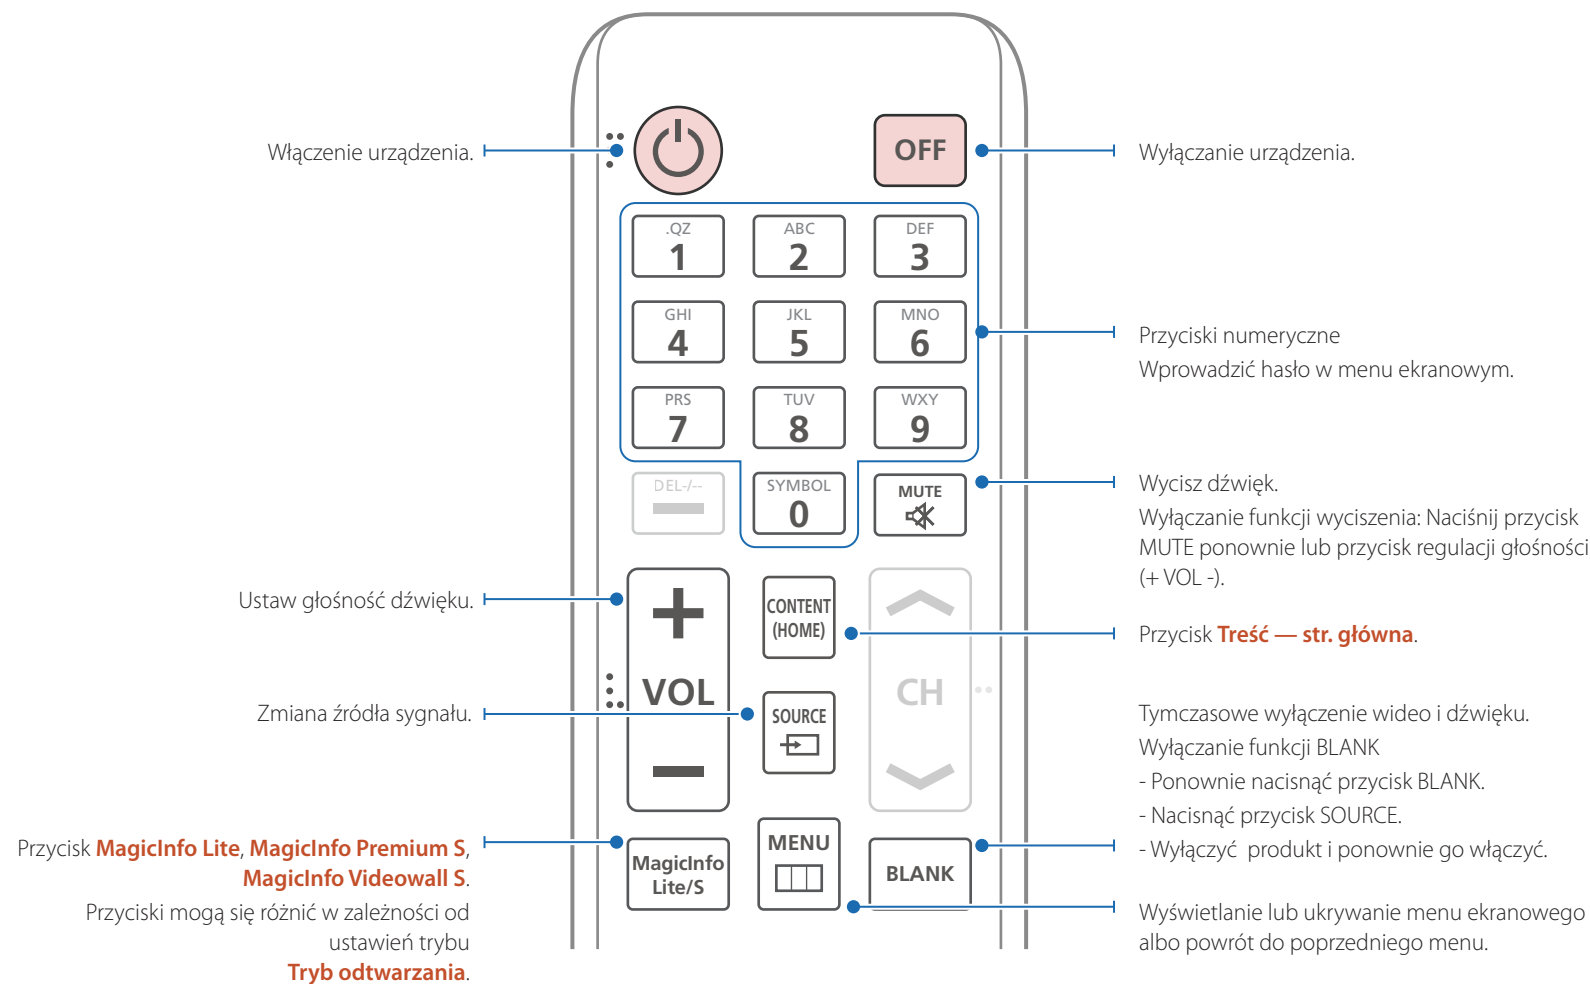 Włączenie urządzenia.
OFF
Wyłączanie urządzenia.
.QZ
1
ABC
2
DEF
3
GHI
4
JKL
5
MNO
6
Przyciski numeryczne
Wprowadzić hasło w menu ekranowym.
PRS
7
TUV
8
WXY
9
DEL-/--
SYMBOL
0
MUTE
Wycisz dźwięk.
Wyłączanie funkcji wyciszenia: Naciśnij przycisk
MUTE ponownie lub przycisk regulacji głośności
(+ VOL -).
Ustaw głośność dźwięku.
VOL
CONTENT
(HOME)
CH
Przycisk Treść — str. główna.
Zmiana źródła sygnału.
SOURCE
Tymczasowe wyłączenie wideo i dźwięku.
Wyłączanie funkcji BLANK
- Ponownie nacisnąć przycisk BLANK.
- Nacisnąć przycisk SOURCE.
- Wyłączyć produkt i ponownie go włączyć.
Przycisk MagicInfo Lite, MagicInfo Premium S,
MagicInfo Videowall S.
Przyciski mogą się różnić w zależności od
ustawień trybu
Tryb odtwarzania.
MagicInfo
Lite/S
MENU
BLANK
Wyświetlanie lub ukrywanie menu ekranowego
albo powrót do poprzedniego menu.